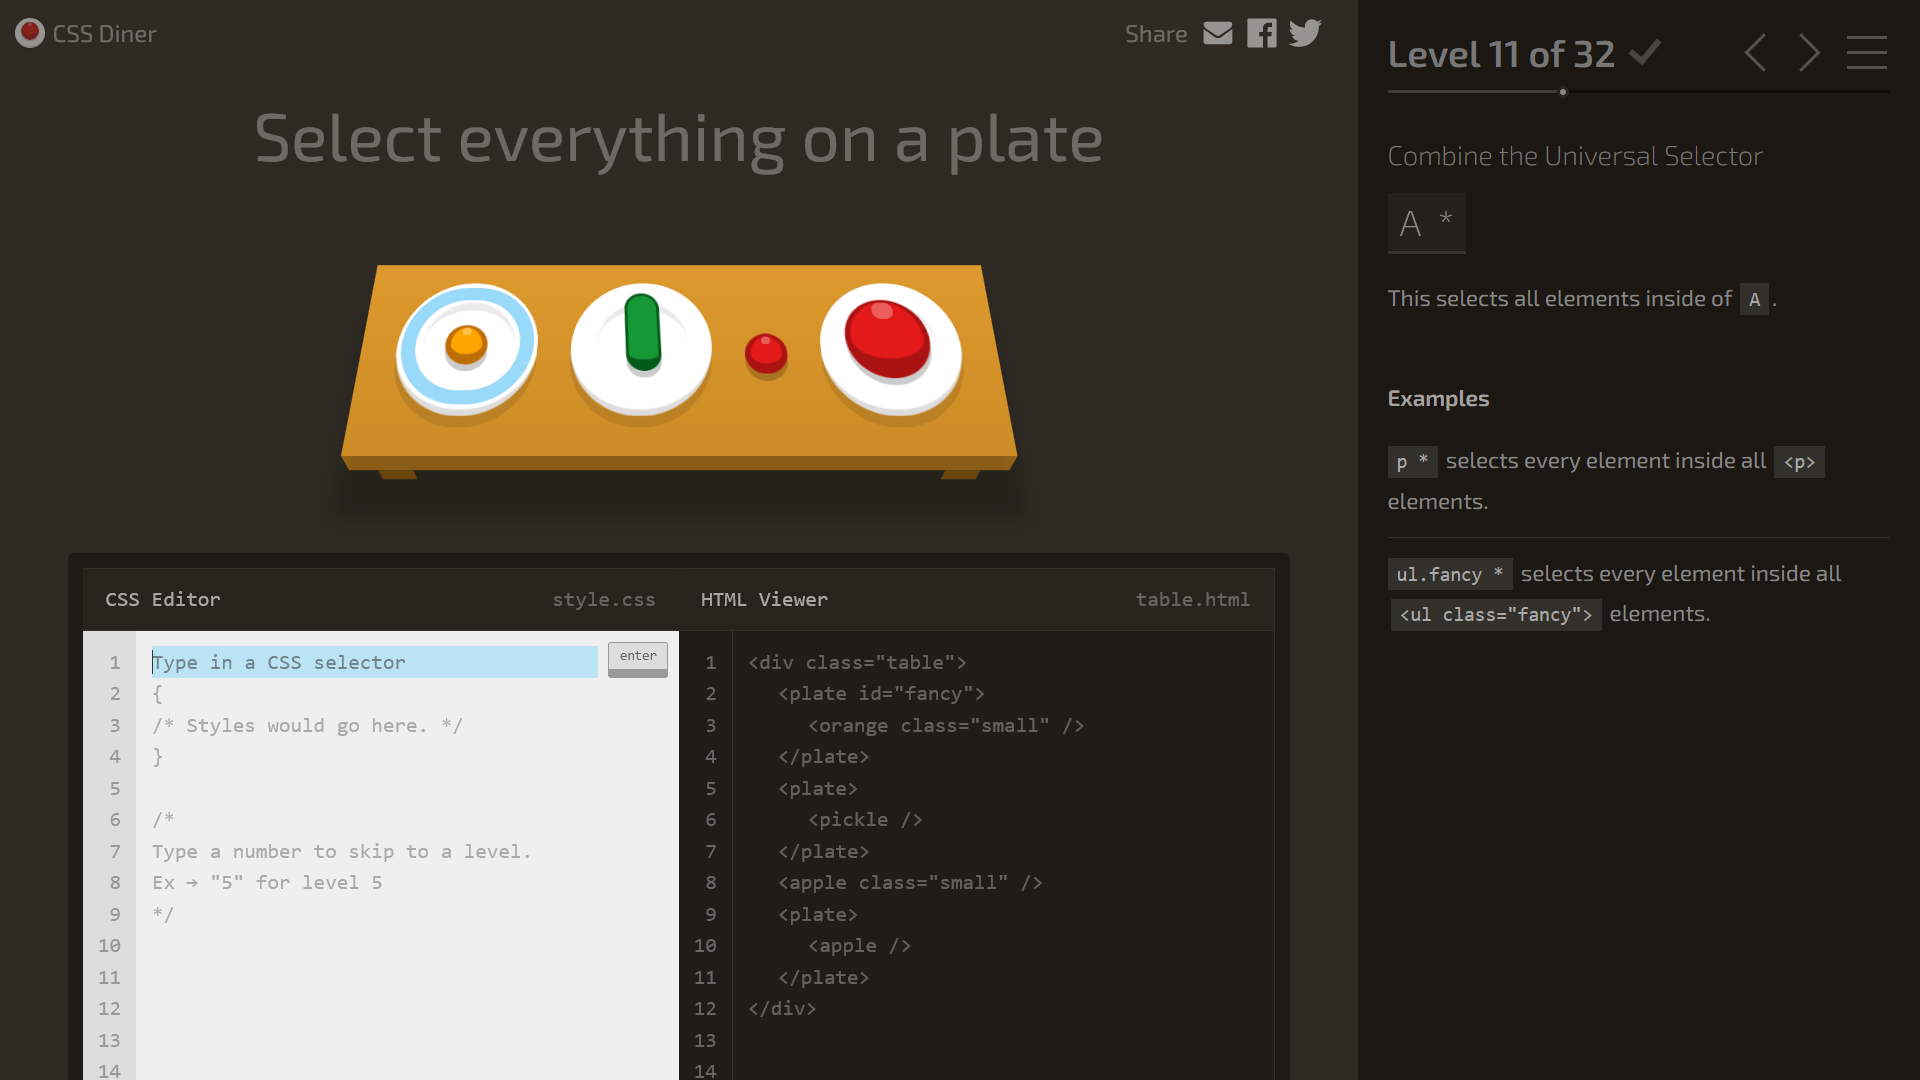 CSS Diner
Share
Select everything on a plate
CSS Editor
style.css
1 Type in a CSS selector
enter
2 {
3 /* Styles would go here. */
4 }
5
6 /*
7 Type a number to skip to a level.
8 Ex → "5" for level 5
9 */
10
11
12
13
14
HTML Viewer
table.html
1 <div class="table">
2 <plate id="fancy">
3 <orange class="small" />
4 </plate>
5 <plate>
6 <pickle />
7 </plate>
8 <apple class="small" />
9 <plate>
10 <apple />
11 </plate>
12 </div>
13
14
Level 11 of 32
Combine the Universal Selector
A *
This selects all elements inside of A .
Examples
p * selects every element inside all <p>
elements.
ul.fancy * selects every element inside all
<ul class="fancy"> elements.